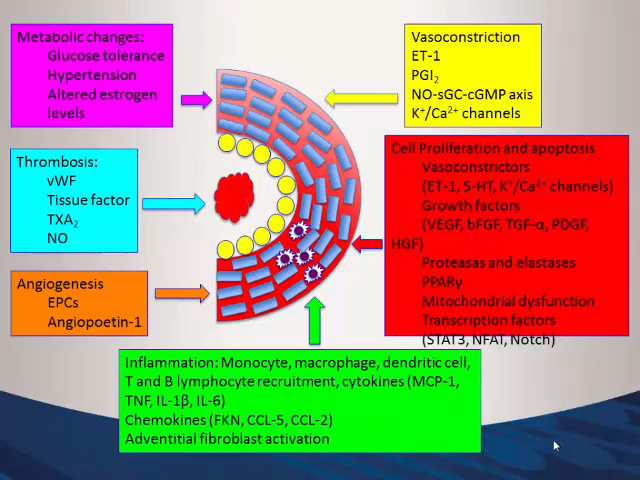 Metabolic changes:
Glucose tolerance
Hypertension
Altered estrogen
levels
Thrombosis:
vWF
Tissue factor
TXA₂
NO
Angiogenesis
EPCs
Angiopoetin-1
Vasoconstriction
ET-1
PGI₂
NO-sGC-cGMP axis
K⁺/Ca²⁺ channels
Cell Proliferation and apoptosis
Vasoconstrictors
(ET-1, 5-HT, K⁺/Ca²⁺ channels)
Growth factors
(VEGF, bFGF, TGF-α, PDGF,
HGF)
Proteasas and elastases
PPARγ
Mitochondrial dysfunction
Transcription factors
(STAT3, NFAT, Notch)
Inflammation: Monocyte, macrophage, dendritic cell,
T and B lymphocyte recruitment, cytokines (MCP-1,
TNF, IL-1β, IL-6)
Chemokines (FKN, CCL-5, CCL-2)
Adventitial fibroblast activation